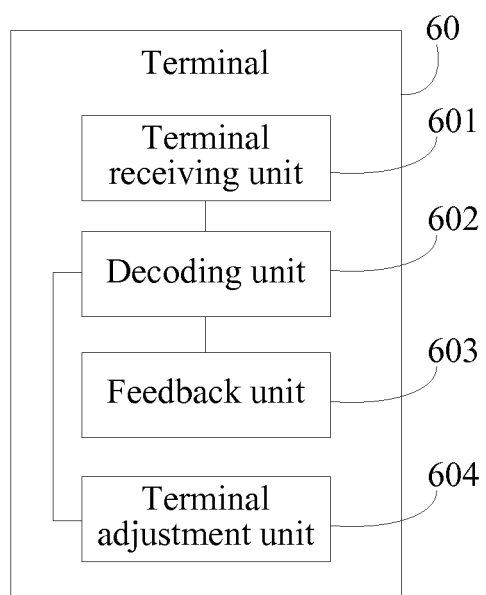 60
Terminal
601
Terminal
receiving unit
602
Decoding unit
603
Feedback unit
604
Terminal
adjustment unit